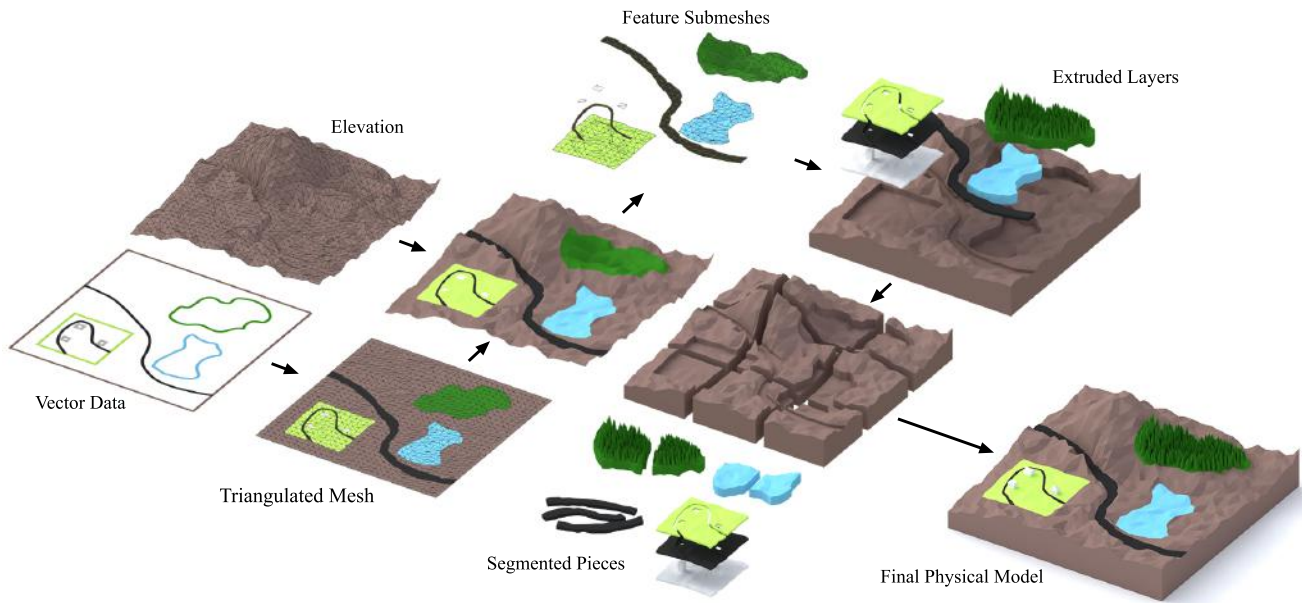 Feature Submeshes
Extruded Layers
Elevation
Vector Data
Triangulated Mesh
Segmented Pieces
Final Physical Model